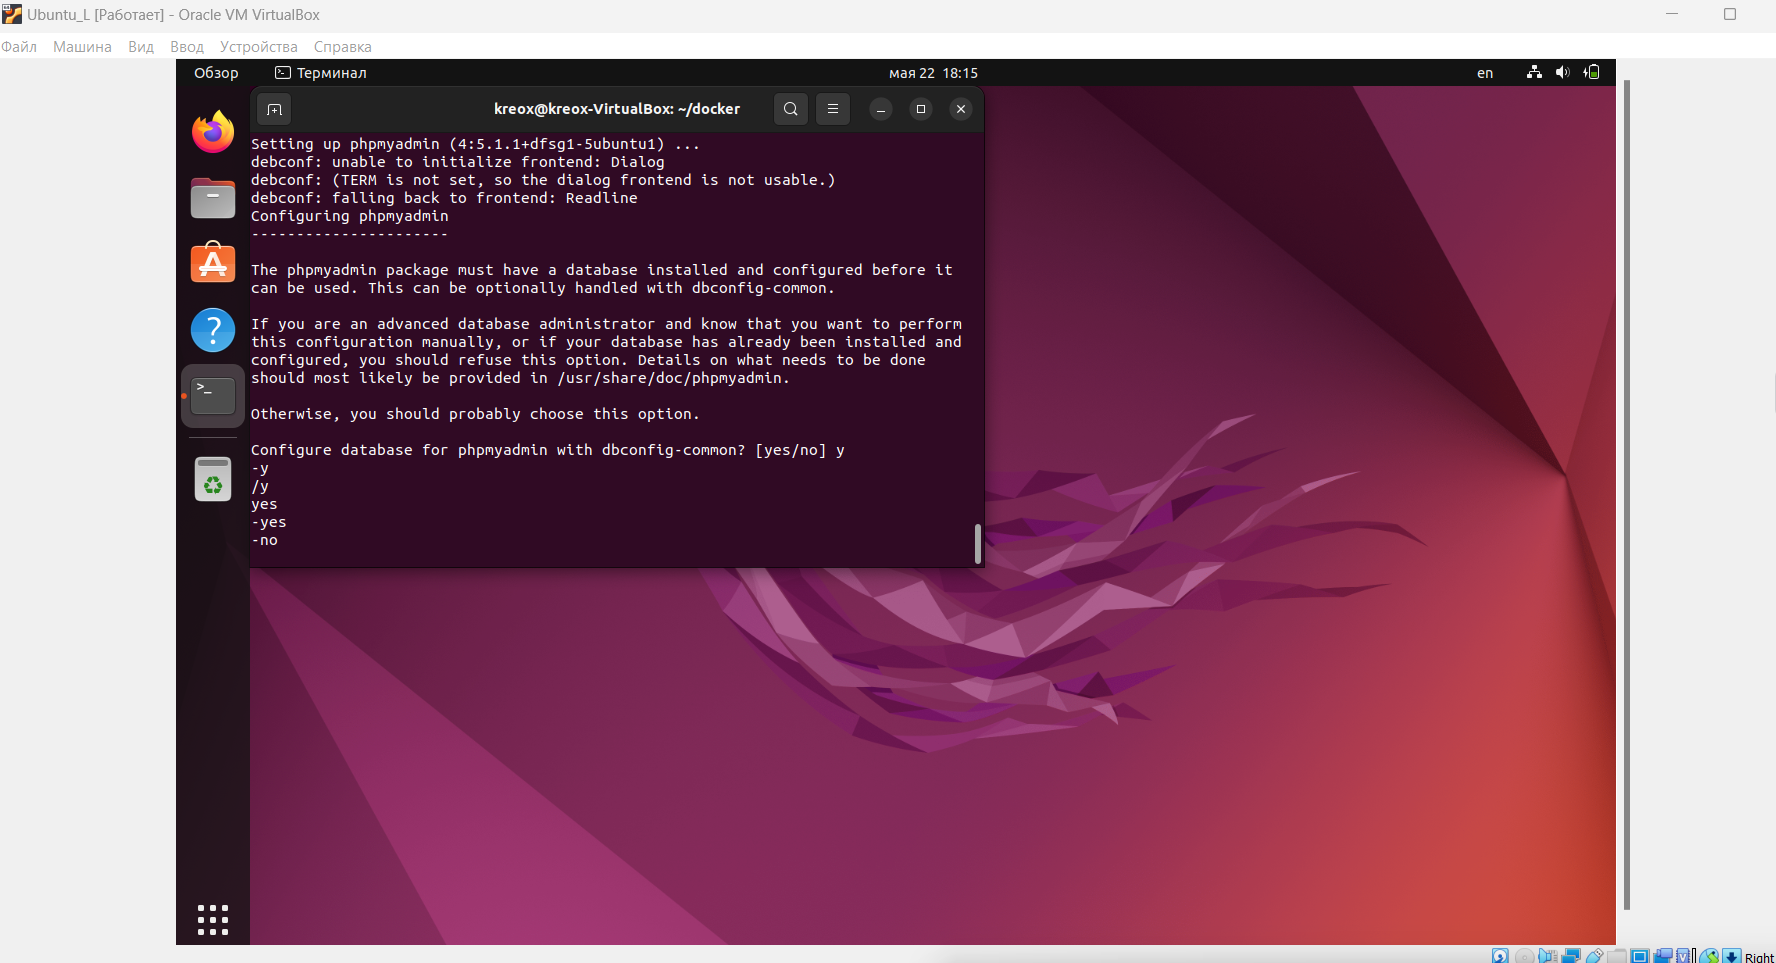 Ubuntu_L [Работает] - Oracle VM VirtualBox
Файл Машина Вид Ввод Устройства Справка
Обзор Терминал мая 22 18:15 en
kreox@kreox-VirtualBox: ~/docker
Setting up phpmyadmin (4:5.1.1+dfsg1-5ubuntu1) ...
debconf: unable to initialize frontend: Dialog
debconf: (TERM is not set, so the dialog frontend is not usable.)
debconf: falling back to frontend: Readline
Configuring phpmyadmin
----------------------
The phpmyadmin package must have a database installed and configured before it
can be used. This can be optionally handled with dbconfig-common.
If you are an advanced database administrator and know that you want to perform
this configuration manually, or if your database has already been installed and
configured, you should refuse this option. Details on what needs to be done
should most likely be provided in /usr/share/doc/phpmyadmin.
Otherwise, you should probably choose this option.
Configure database for phpmyadmin with dbconfig-common? [yes/no] y
-y
/y
yes
-yes
-no
Right